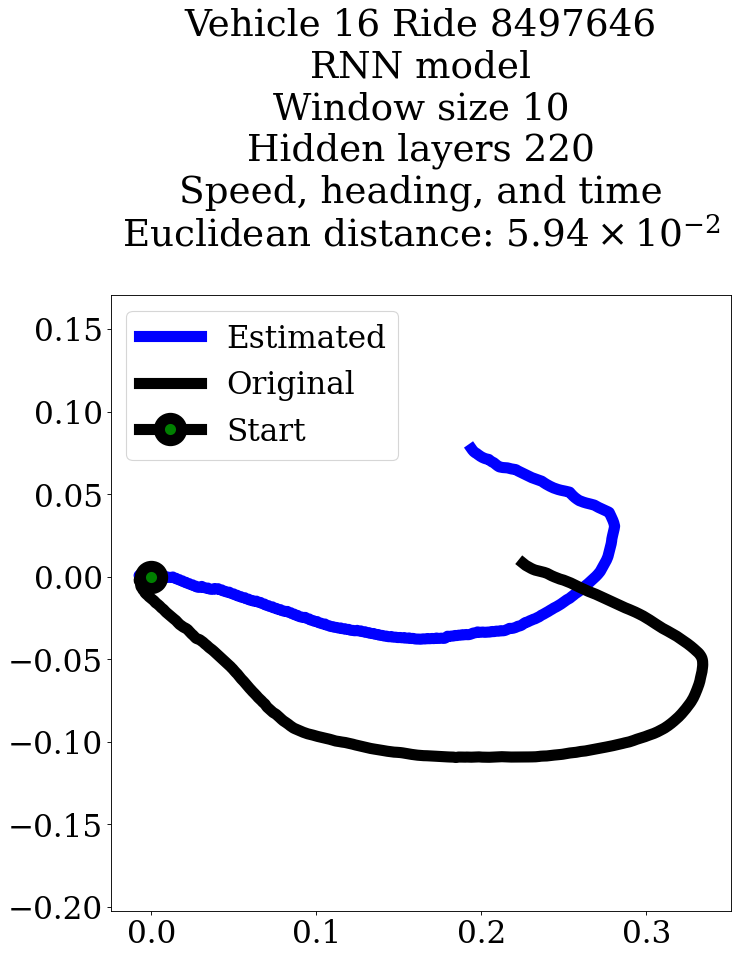 Vehicle 16 Ride 8497646
RNN model
Window size 10
Hidden layers 220
Speed, heading, and time
Euclidean distance: 5.94 × 10⁻²
Estimated
Original
Start
0.15
0.10
0.05
0.00
−0.05
−0.10
−0.15
−0.20
0.0 0.1 0.2 0.3